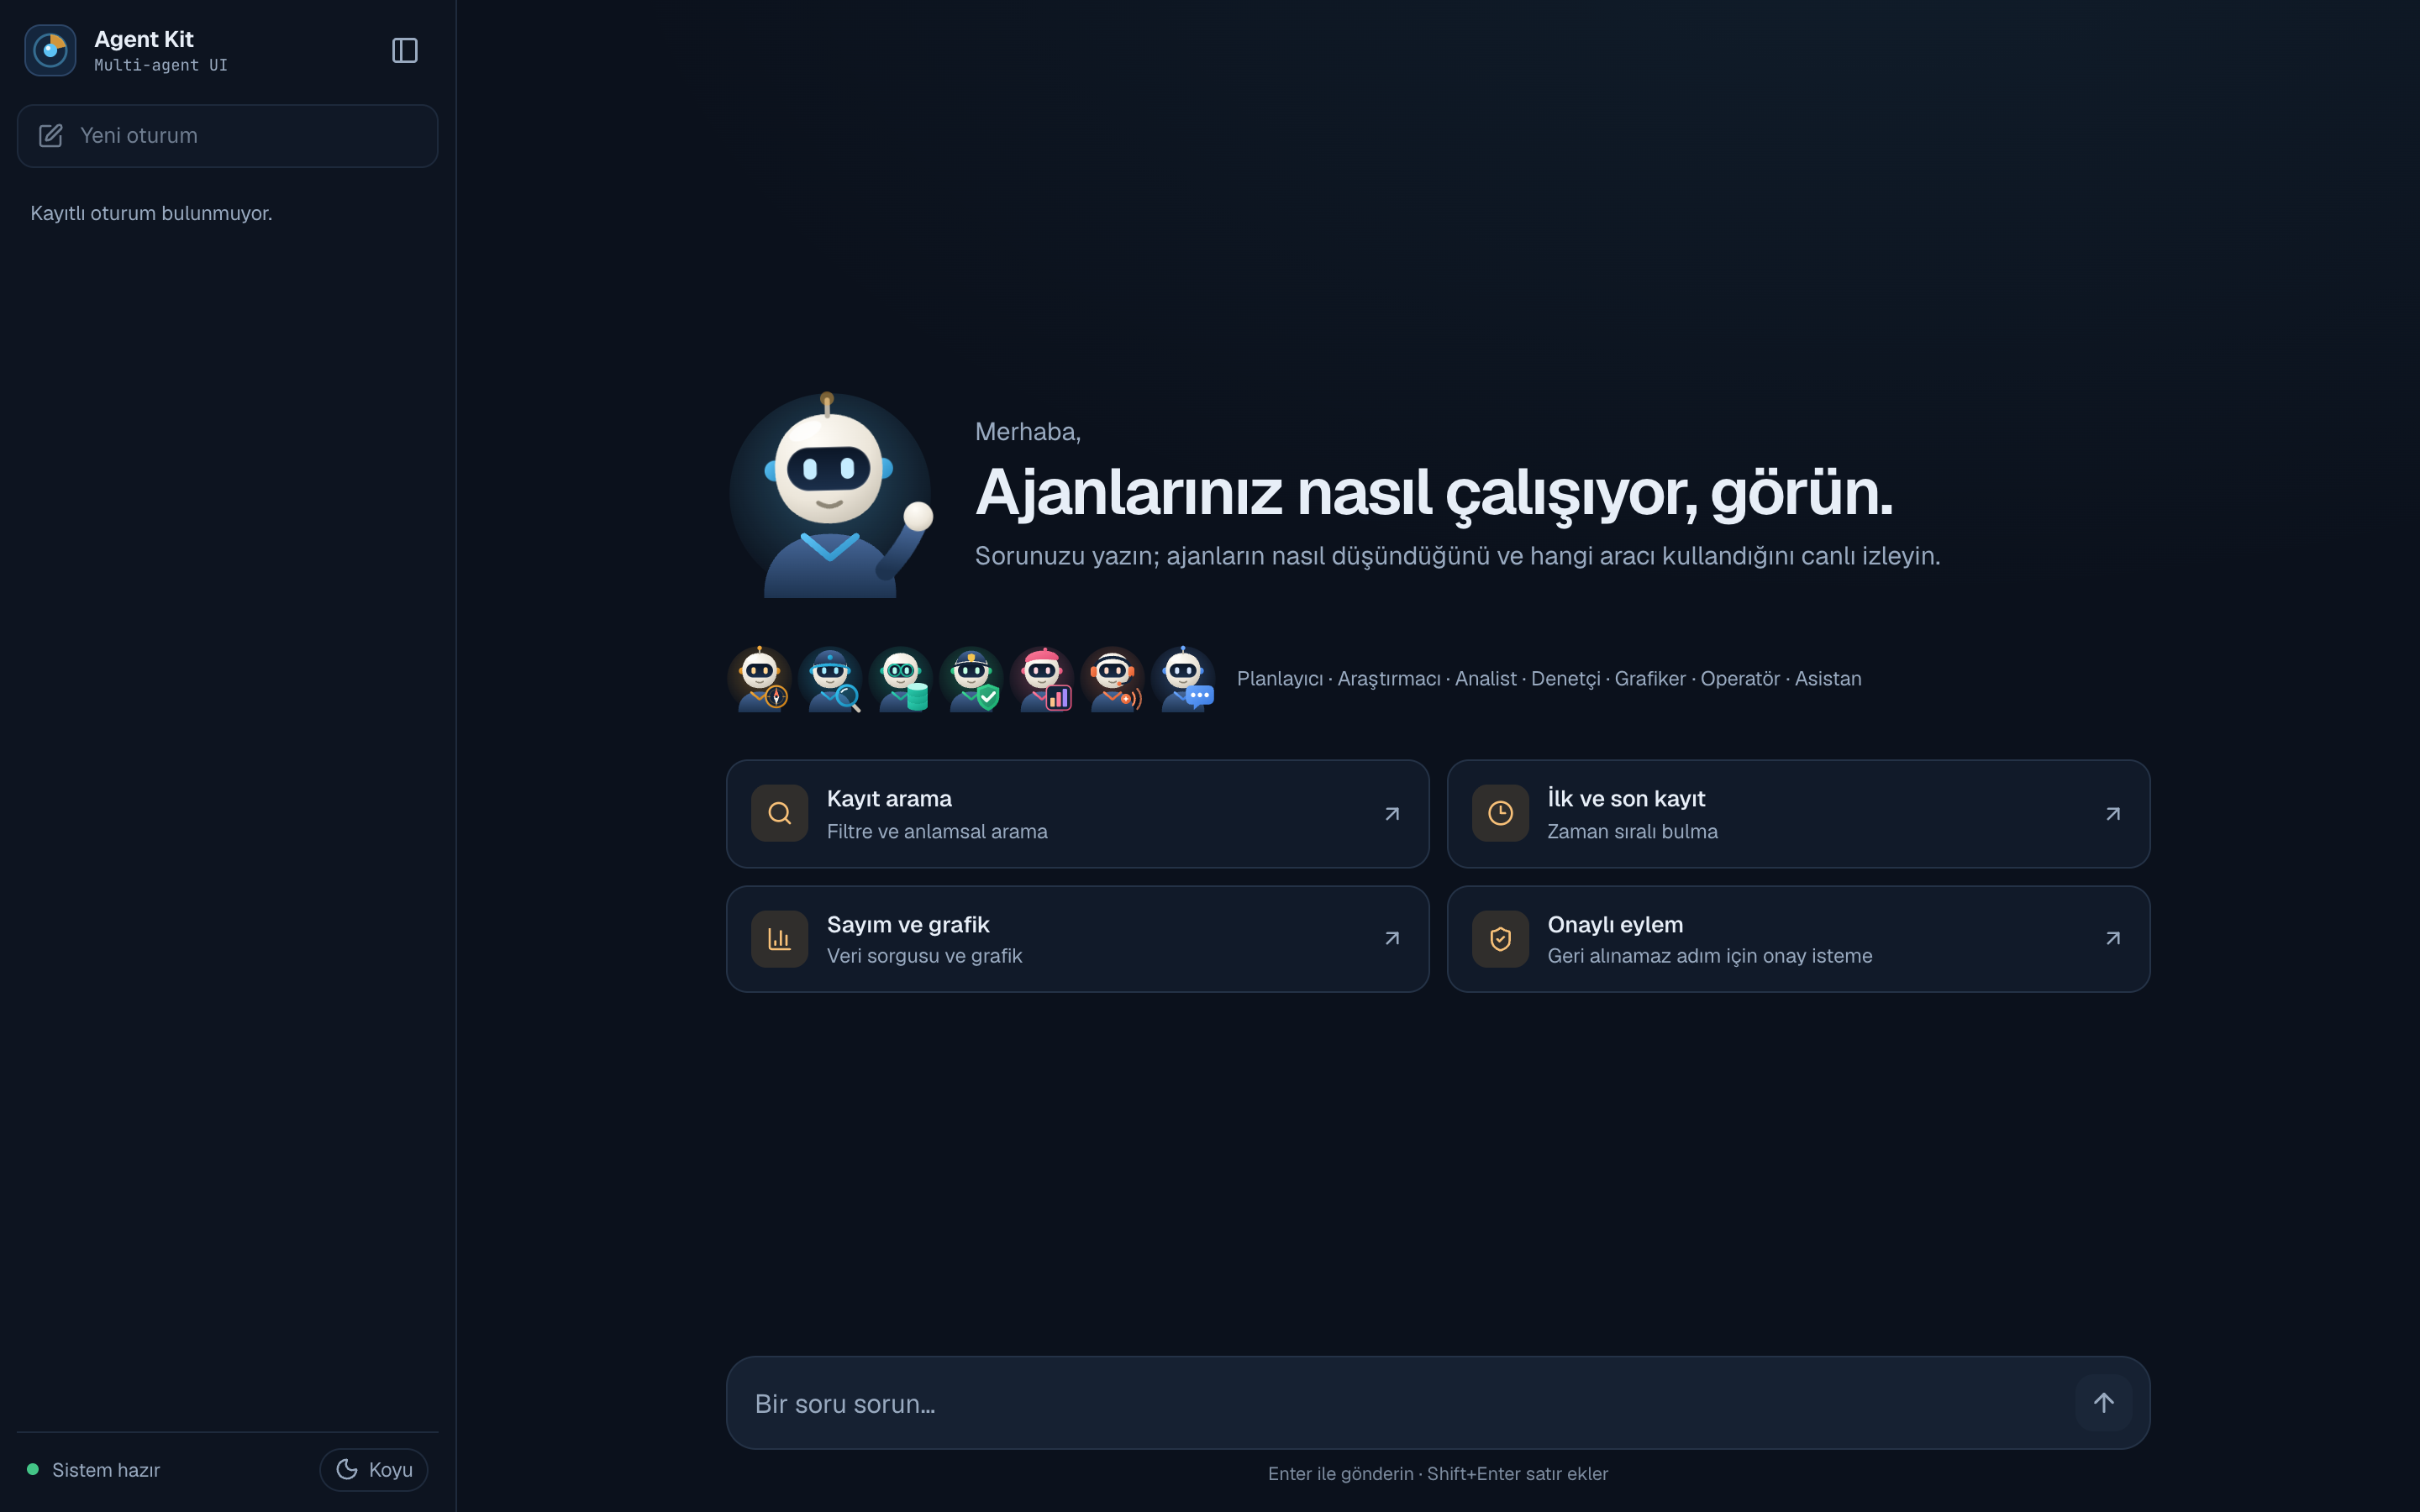 Agent Kit
Multi-agent UI
Yeni oturum
Kayıtlı oturum bulunmuyor.
Sistem hazır
Koyu
Merhaba,
Ajanlarınız nasıl çalışıyor, görün.
Sorunuzu yazın; ajanların nasıl düşündüğünü ve hangi aracı kullandığını canlı izleyin.
Planlayıcı · Araştırmacı · Analist · Denetçi · Grafiker · Operatör · Asistan
Kayıt arama
Filtre ve anlamsal arama
İlk ve son kayıt
Zaman sıralı bulma
Sayım ve grafik
Veri sorgusu ve grafik
Onaylı eylem
Geri alınamaz adım için onay isteme
Bir soru sorun…
Enter ile gönderin · Shift+Enter satır ekler